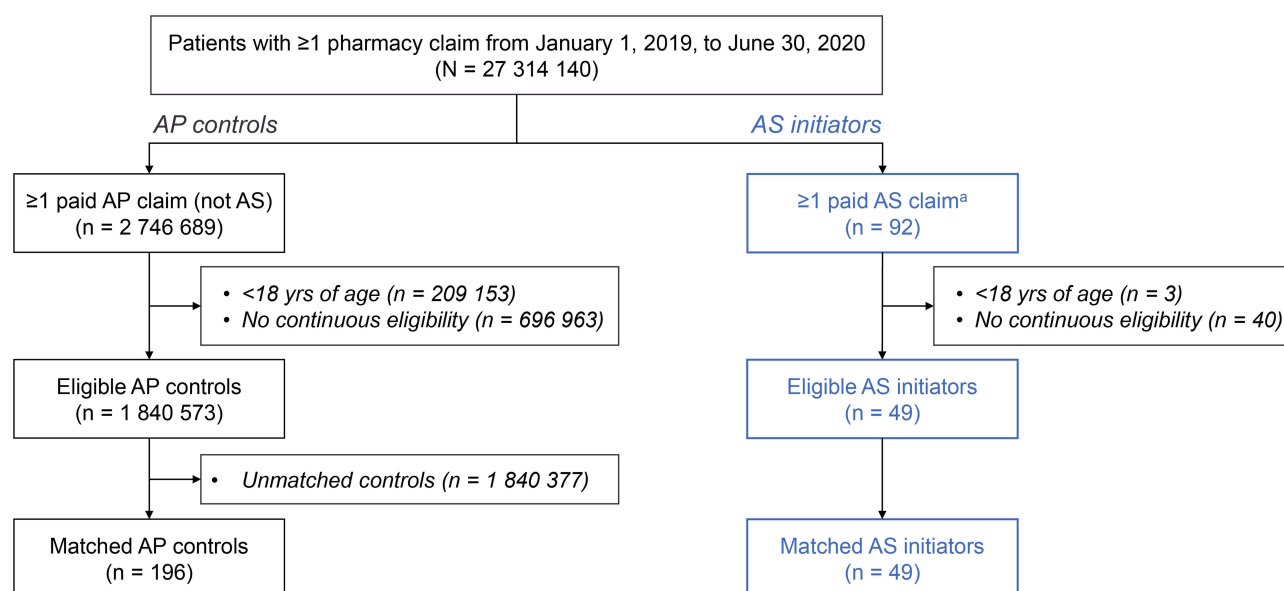 Patients with ≥1 pharmacy claim from January 1, 2019, to June 30, 2020
(N = 27 314 140)
AP controls
AS initiators
≥1 paid AP claim (not AS)
(n = 2 746 689)
≥1 paid AS claimᵃ
(n = 92)
• <18 yrs of age (n = 209 153)
• No continuous eligibility (n = 696 963)
• <18 yrs of age (n = 3)
• No continuous eligibility (n = 40)
Eligible AP controls
(n = 1 840 573)
Eligible AS initiators
(n = 49)
• Unmatched controls (n = 1 840 377)
Matched AP controls
(n = 196)
Matched AS initiators
(n = 49)